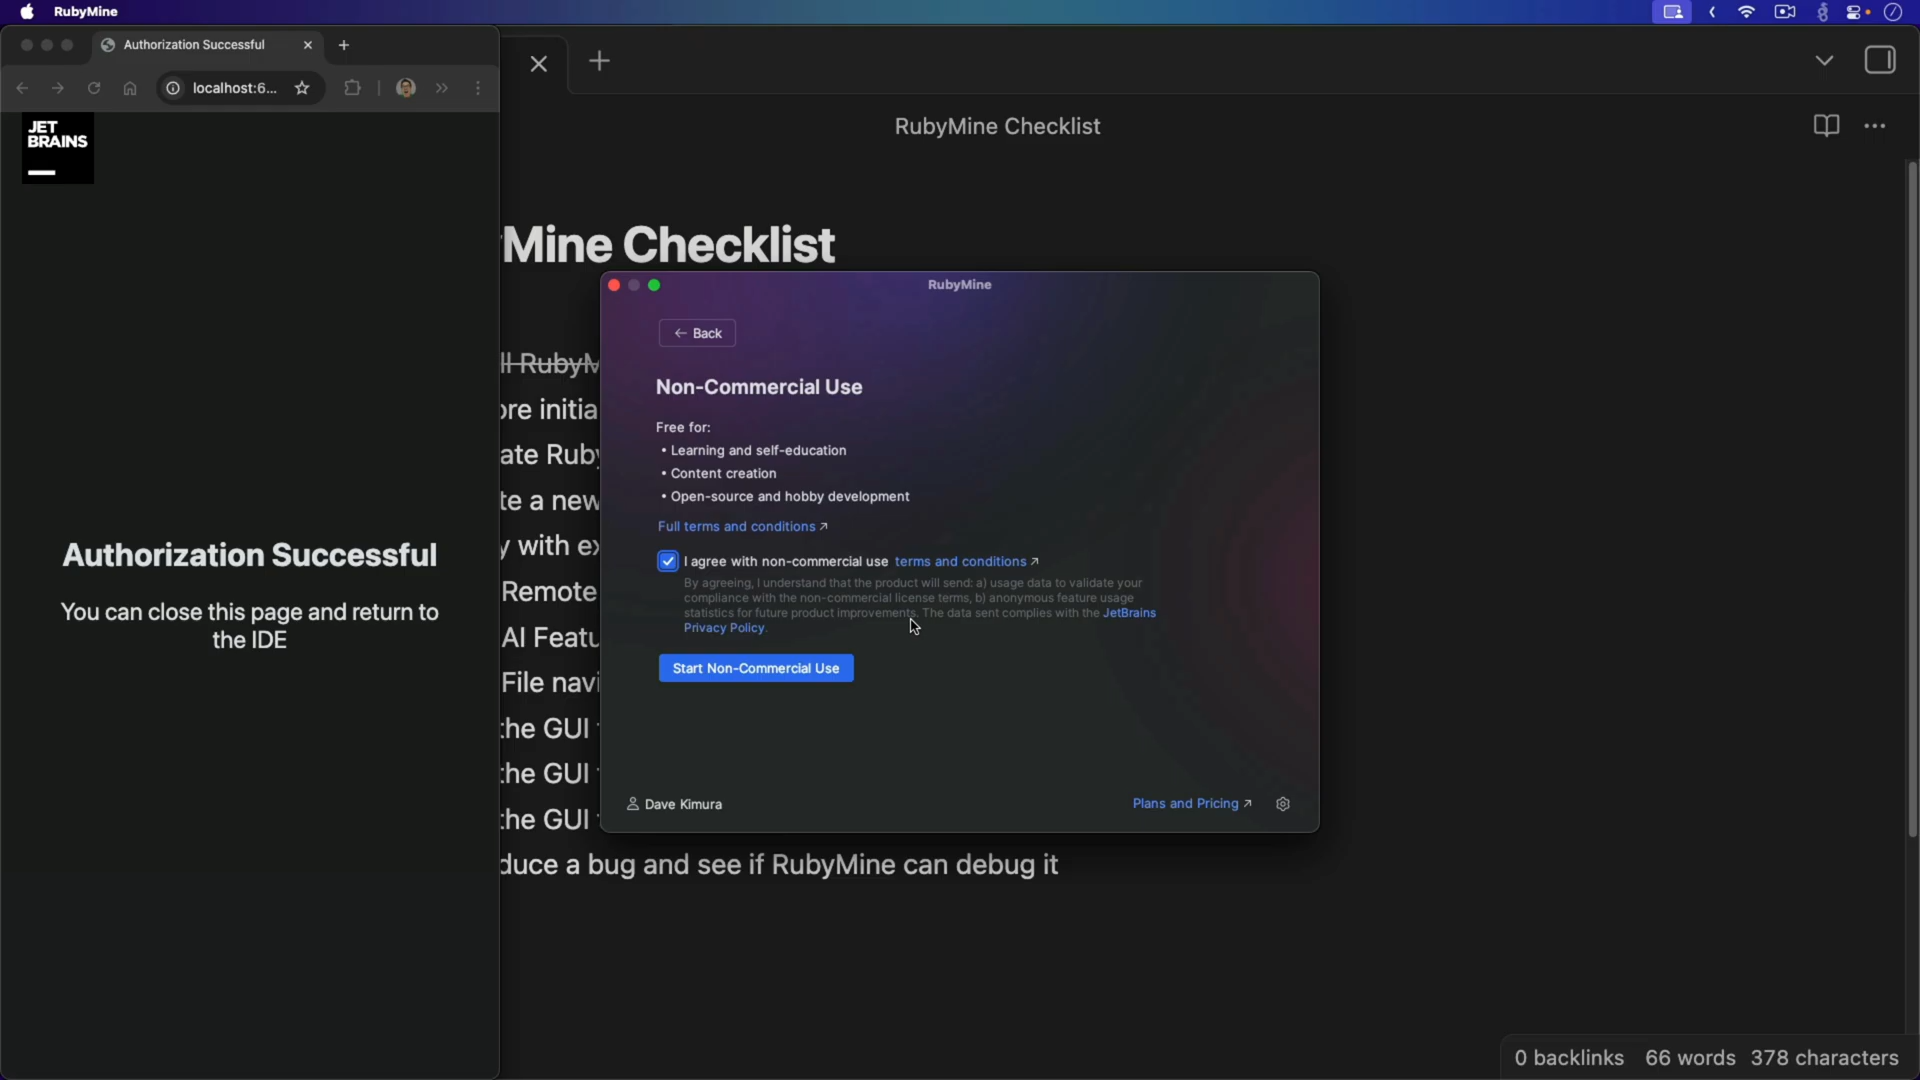 RubyMine
Authorization Successful
localhost:6...
JET
BRAINS
Authorization Successful
You can close this page and return to
the IDE
RubyMine Checklist
Mine Checklist
ll RubyM
ore initia
ate Ruby
te a new
y with ex
Remote
AI Featu
File navi
the GUI
the GUI
the GUI
duce a bug and see if RubyMine can debug it
RubyMine
← Back
Non-Commercial Use
Free for:
• Learning and self-education
• Content creation
• Open-source and hobby development
Full terms and conditions ↗
I agree with non-commercial use terms and conditions ↗
By agreeing, I understand that the product will send: a) usage data to validate your
compliance with the non-commercial license terms, b) anonymous feature usage
statistics for future product improvements. The data sent complies with the JetBrains
Privacy Policy.
Start Non-Commercial Use
Dave Kimura
Plans and Pricing ↗
0 backlinks 66 words 378 characters